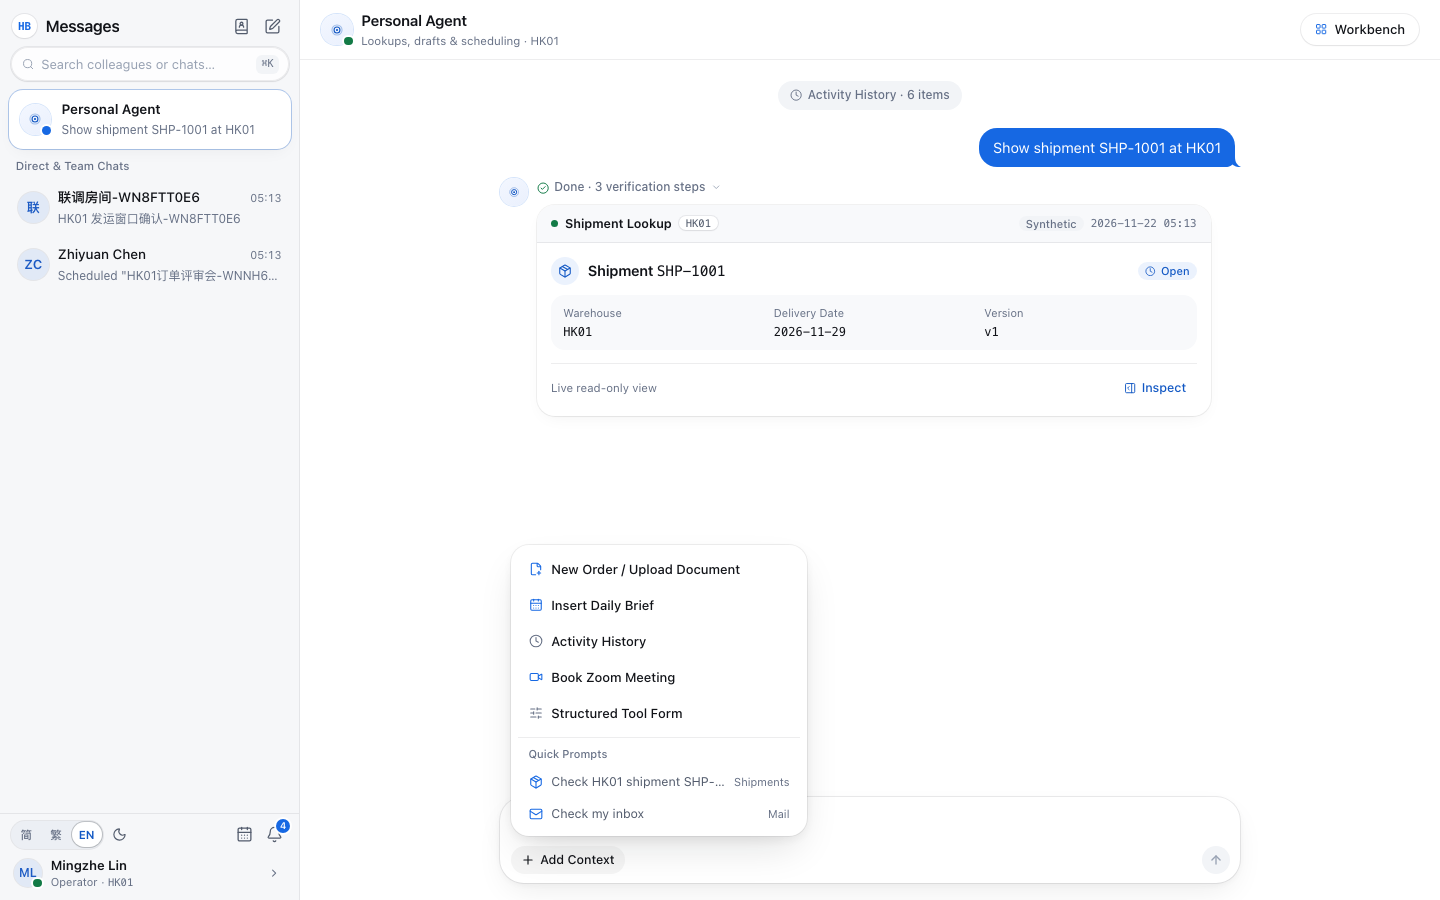 HB Messages
Search colleagues or chats... ⌘K
Personal Agent
Show shipment SHP-1001 at HK01
Direct & Team Chats
联 联调房间-WN8FTT0E6 05:13
HK01 发运窗口确认-WN8FTT0E6
ZC Zhiyuan Chen 05:13
Scheduled "HK01订单评审会-WNNH6...
简 繁 EN 4
ML Mingzhe Lin
Operator · HK01
Personal Agent
Lookups, drafts & scheduling · HK01
Workbench
Activity History · 6 items
Show shipment SHP-1001 at HK01
Done · 3 verification steps
Shipment Lookup HK01 Synthetic 2026-11-22 05:13
Shipment SHP-1001 Open
Warehouse Delivery Date Version
HK01 2026-11-29 v1
Live read-only view Inspect
New Order / Upload Document
Insert Daily Brief
Activity History
Book Zoom Meeting
Structured Tool Form
Quick Prompts
Check HK01 shipment SHP-... Shipments
Check my inbox Mail
+ Add Context